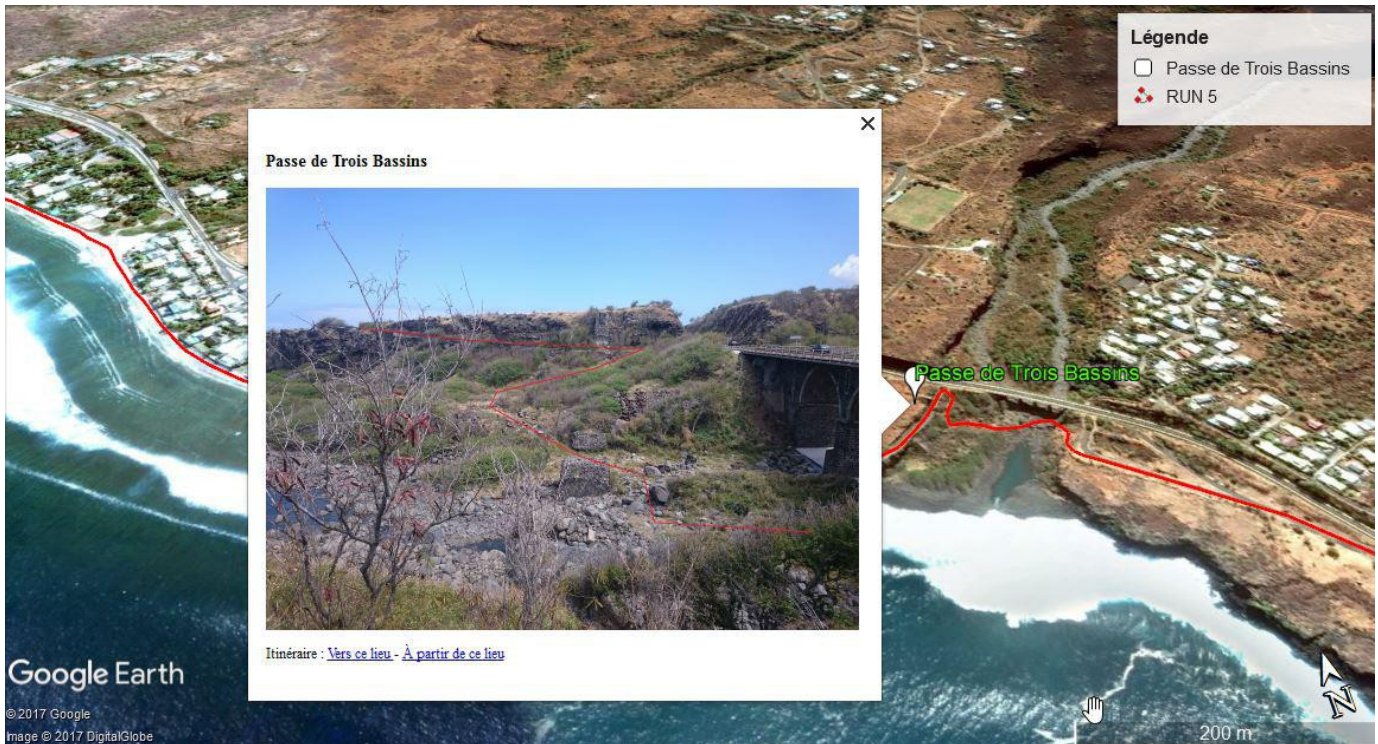 Légende
Passe de Trois Bassins
RUN 5
Passe de Trois Bassins
Passe de Trois Bassins
Itinéraire : Vers ce lieu - À partir de ce lieu
Google Earth
© 2017 Google
Image © 2017 DigitalGlobe
N
200 m